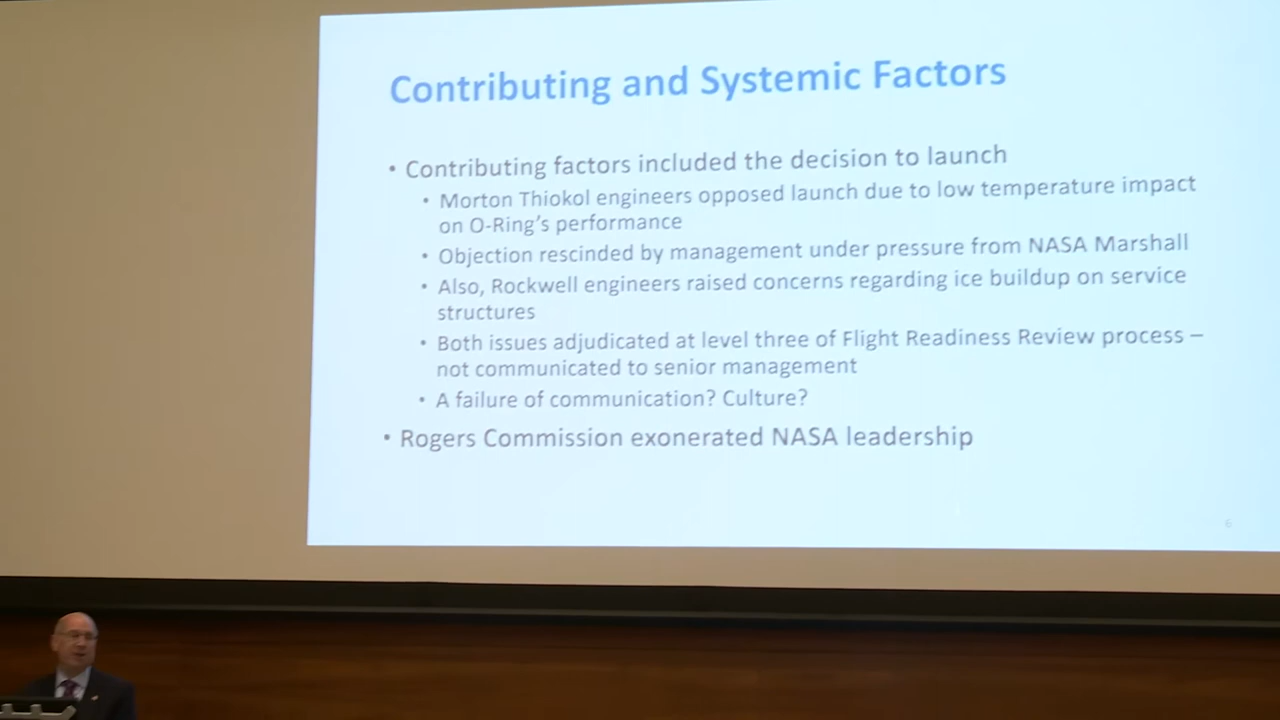 Contributing and Systemic Factors
• Contributing factors included the decision to launch
• Morton Thiokol engineers opposed launch due to low temperature impact
on O-Ring's performance
• Objection rescinded by management under pressure from NASA Marshall
• Also, Rockwell engineers raised concerns regarding ice buildup on service
structures
• Both issues adjudicated at level three of Flight Readiness Review process –
not communicated to senior management
• A failure of communication? Culture?
• Rogers Commission exonerated NASA leadership
6